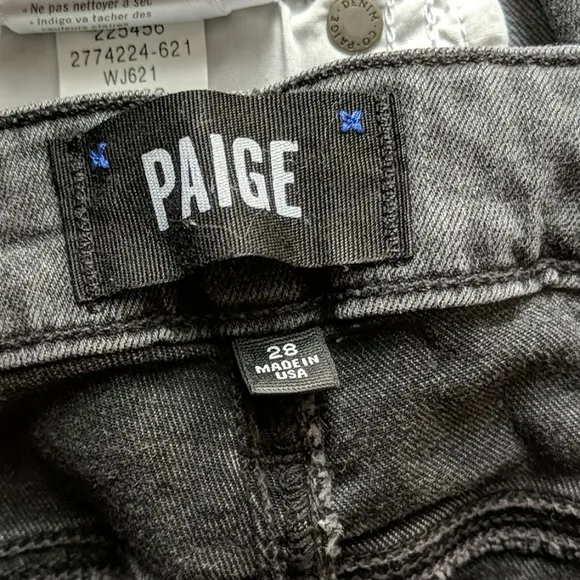 • Ne pas nettoyer à sec
• Indigo va tacher des
225456
2774224-621
WJ621
DENIM
PAIGE
PAIGE
28
MADE IN
USA